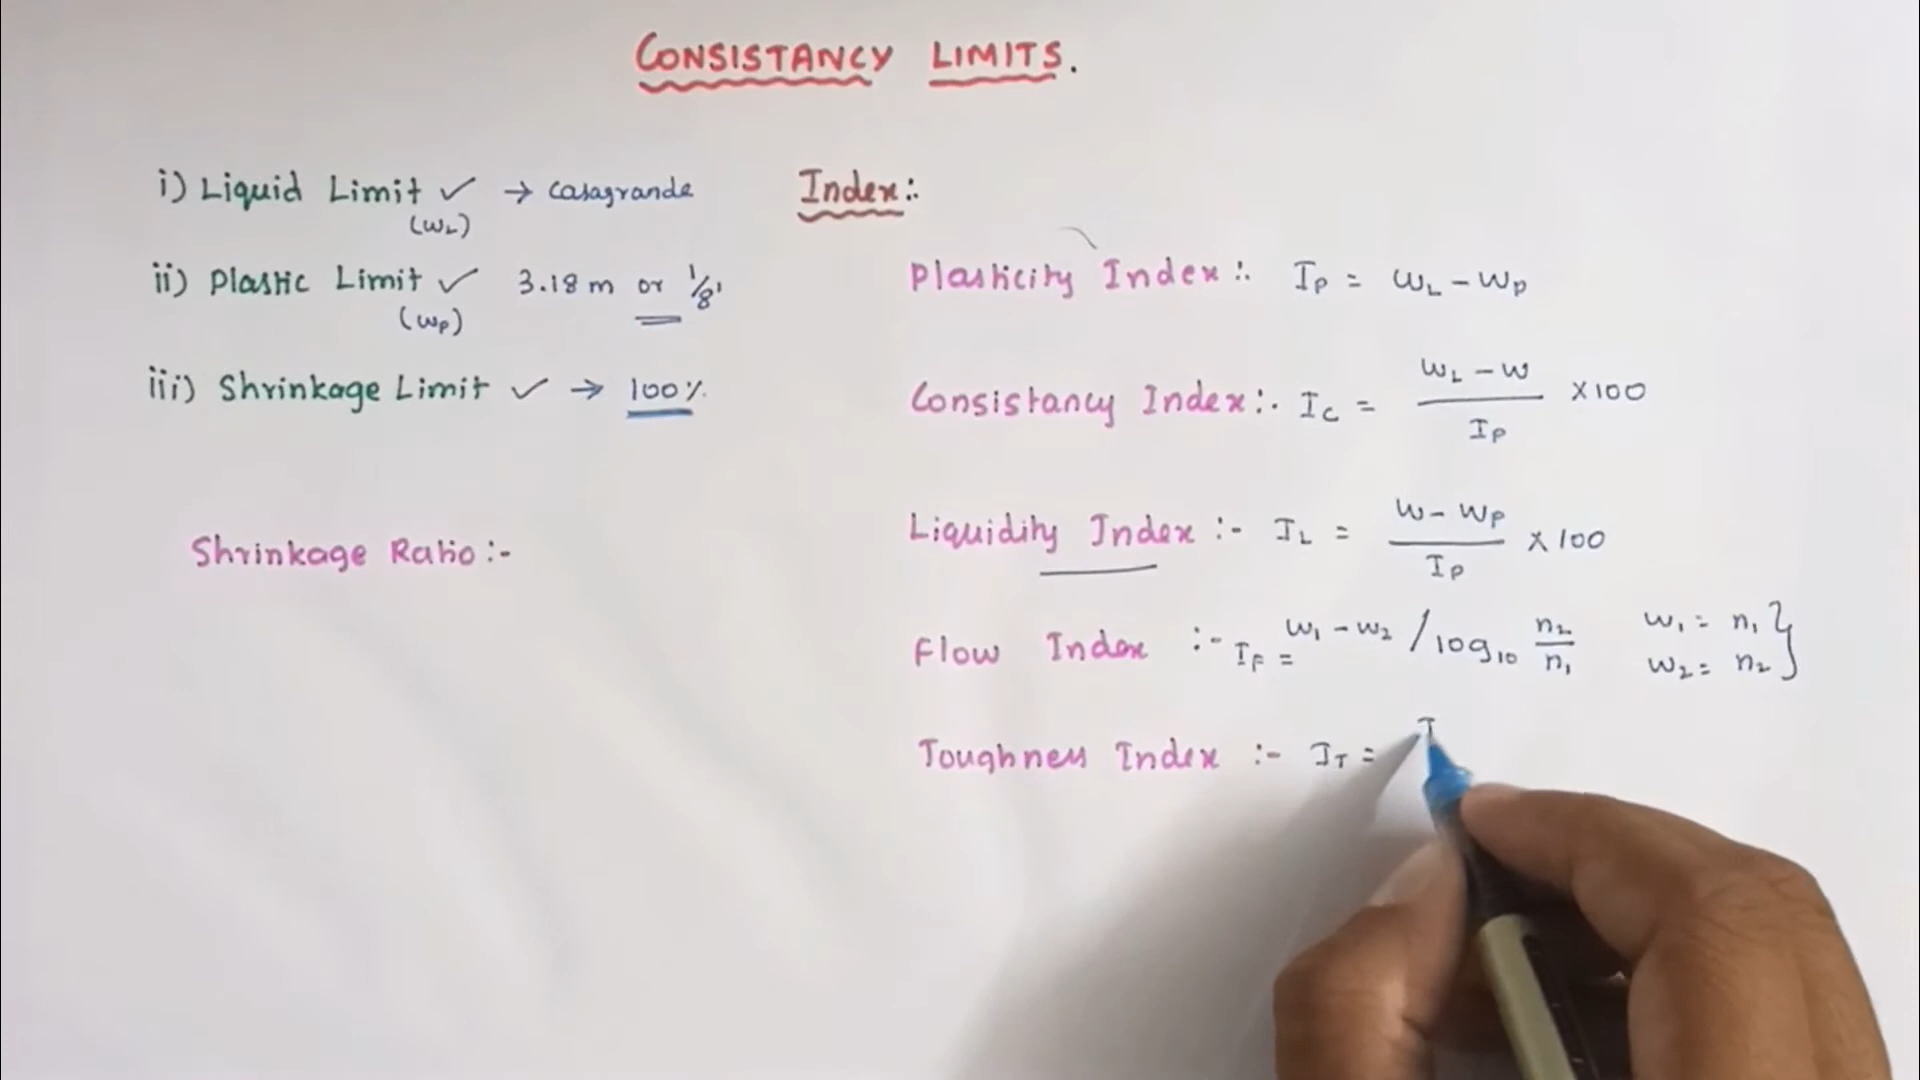 CONSISTANCY LIMITS.
i) Liquid Limit ✓ → Casagrande
(wL)
ii) Plastic Limit ✓ 3.18 m or 1/8'
(wP)
iii) Shrinkage Limit ✓ → 100%
Shrinkage Ratio :-
Index :-
Plasticity Index :- IP = wL - wP
Consistancy Index :- IC = (wL - w) / IP × 100
Liquidity Index :- IL = (w - wP) / IP × 100
Flow Index :- IF = w1 - w2 / log10 n2/n1 w1 = n1 }
w2 = n2 }
Toughness Index :- IT = I